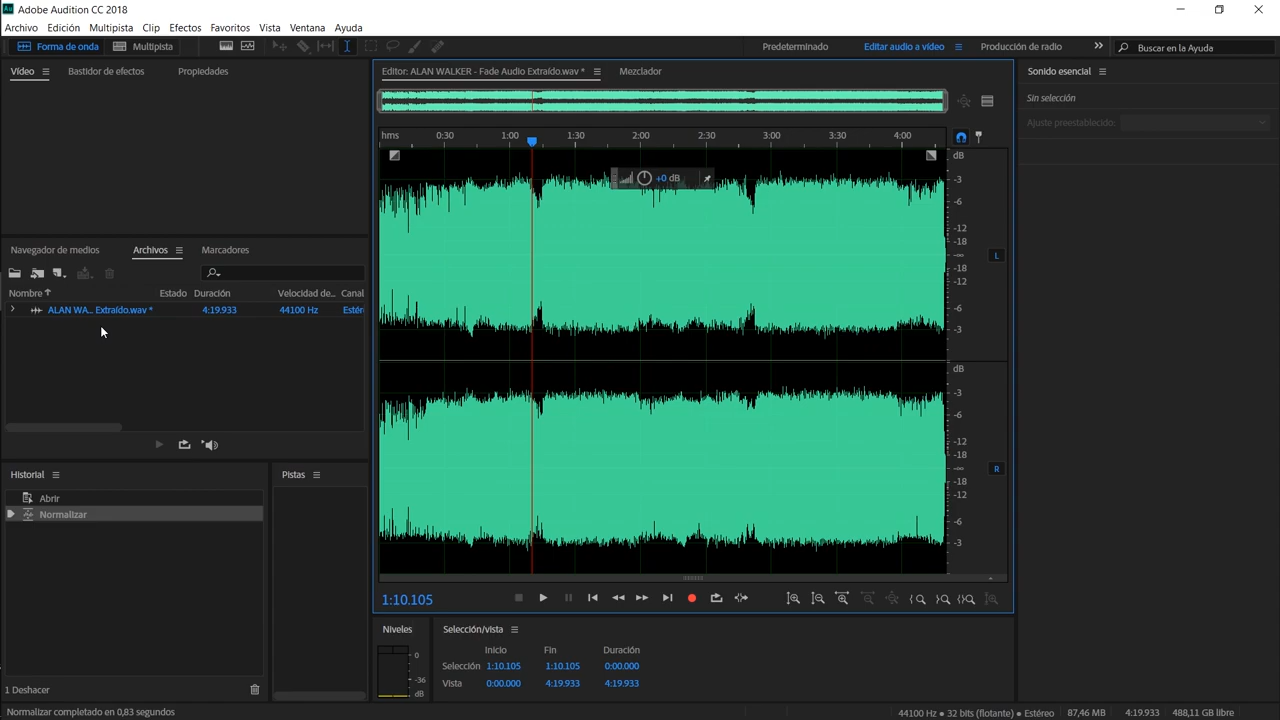 Au Adobe Audition CC 2018
Archivo Edición Multipista Clip Efectos Favoritos Vista Ventana Ayuda
Forma de onda Multipista Predeterminado Editar audio a vídeo Producción de radio Buscar en la Ayuda
Vídeo Bastidor de efectos Propiedades
Editor: ALAN WALKER - Fade Audio Extraído.wav * Mezclador
Sonido esencial
Sin selección
Ajuste preestablecido:
hms 0:30 1:00 1:30 2:00 2:30 3:00 3:30 4:00
+0 dB
dB
-3
-6
-12
-18
-∞
-18
-12
-6
-3
L
dB
-3
-6
-12
-18
-∞
-18
-12
-6
-3
R
Navegador de medios Archivos Marcadores
Nombre Estado Duración Velocidad de... Canal
ALAN WA... Extraído.wav * 4:19.933 44100 Hz Estér
Historial
Abrir
Normalizar
1 Deshacer
Pistas
1:10.105
Niveles
0
-36
dB
Selección/vista
Inicio Fin Duración
Selección 1:10.105 1:10.105 0:00.000
Vista 0:00.000 4:19.933 4:19.933
Normalizar completado en 0,83 segundos
44100 Hz • 32 bits (flotante) • Estéreo 87,46 MB 4:19.933 488,11 GB libre